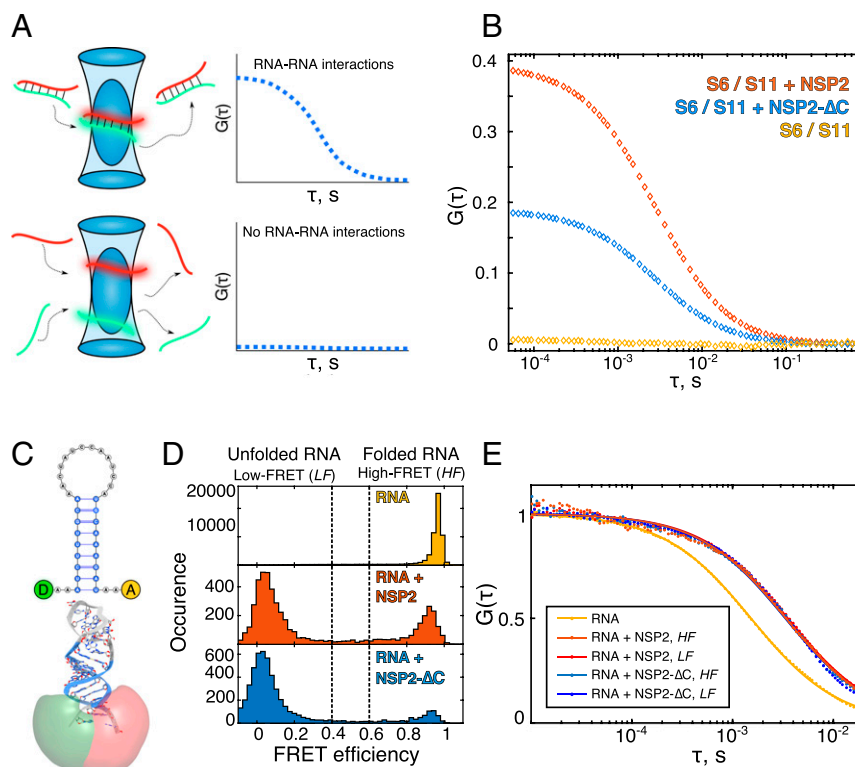 A
RNA-RNA interactions
G(τ)
τ, s
No RNA-RNA interactions
G(τ)
τ, s
B
0.4
0.3
0.2
0.1
0
G(τ)
S6 / S11 + NSP2
S6 / S11 + NSP2-ΔC
S6 / S11
10⁻⁴
10⁻³
10⁻²
10⁻¹
τ, s
C
D
A
D
Unfolded RNA
Low-FRET (LF)
Folded RNA
High-FRET (HF)
20000
10000
RNA
400
200
RNA +
NSP2
600
400
200
0
RNA +
NSP2-ΔC
Occurence
0
0.2
0.4
0.6
0.8
1
FRET efficiency
E
1
0.5
0
G(τ)
RNA
RNA + NSP2, HF
RNA + NSP2, LF
RNA + NSP2-ΔC, HF
RNA + NSP2-ΔC, LF
10⁻⁴
10⁻³
10⁻²
τ, s